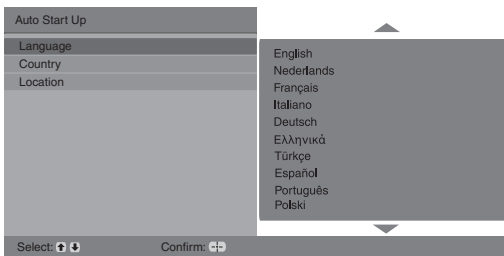 Auto Start Up
Language
Country
Location
English
Nederlands
Français
Italiano
Deutsch
Ελληνικά
Türkçe
Español
Português
Polski
Select:
Confirm: